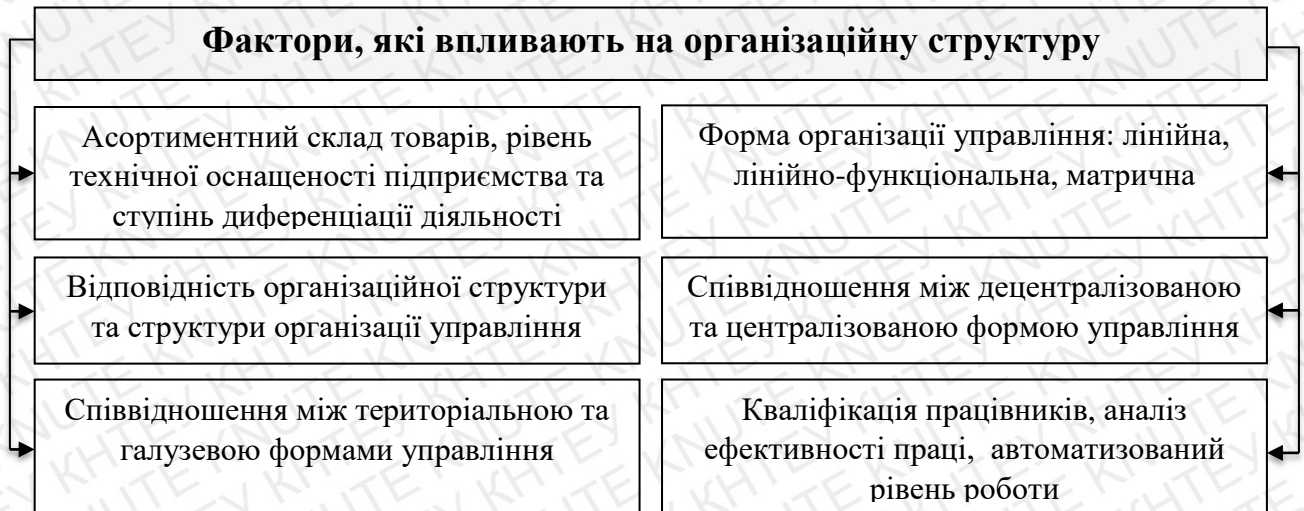 Фактори, які впливають на організаційну структуру
Асортиментний склад товарів, рівень
технічної оснащеності підприємства та
ступінь диференціації діяльності
Форма організації управління: лінійна,
лінійно-функціональна, матрична
Відповідність організаційної структури
та структури організації управління
Співвідношення між децентралізованою
та централізованою формою управління
Співвідношення між територіальною та
галузевою формами управління
Кваліфікація працівників, аналіз
ефективності праці, автоматизований
рівень роботи